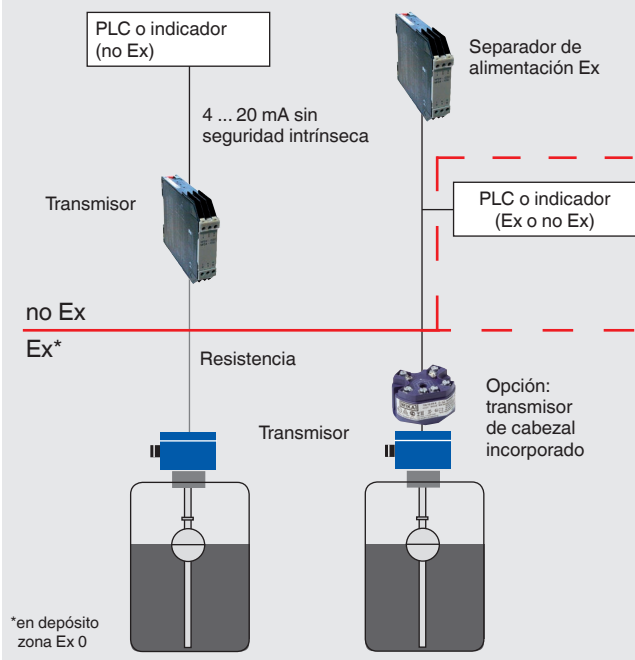 PLC o indicador
(no Ex)
Separador de
alimentación Ex
4 ... 20 mA sin
seguridad intrínseca
Transmisor
PLC o indicador
(Ex o no Ex)
no Ex
Ex*
Resistencia
Opción:
transmisor
de cabezal
incorporado
Transmisor
*en depósito
zona Ex 0